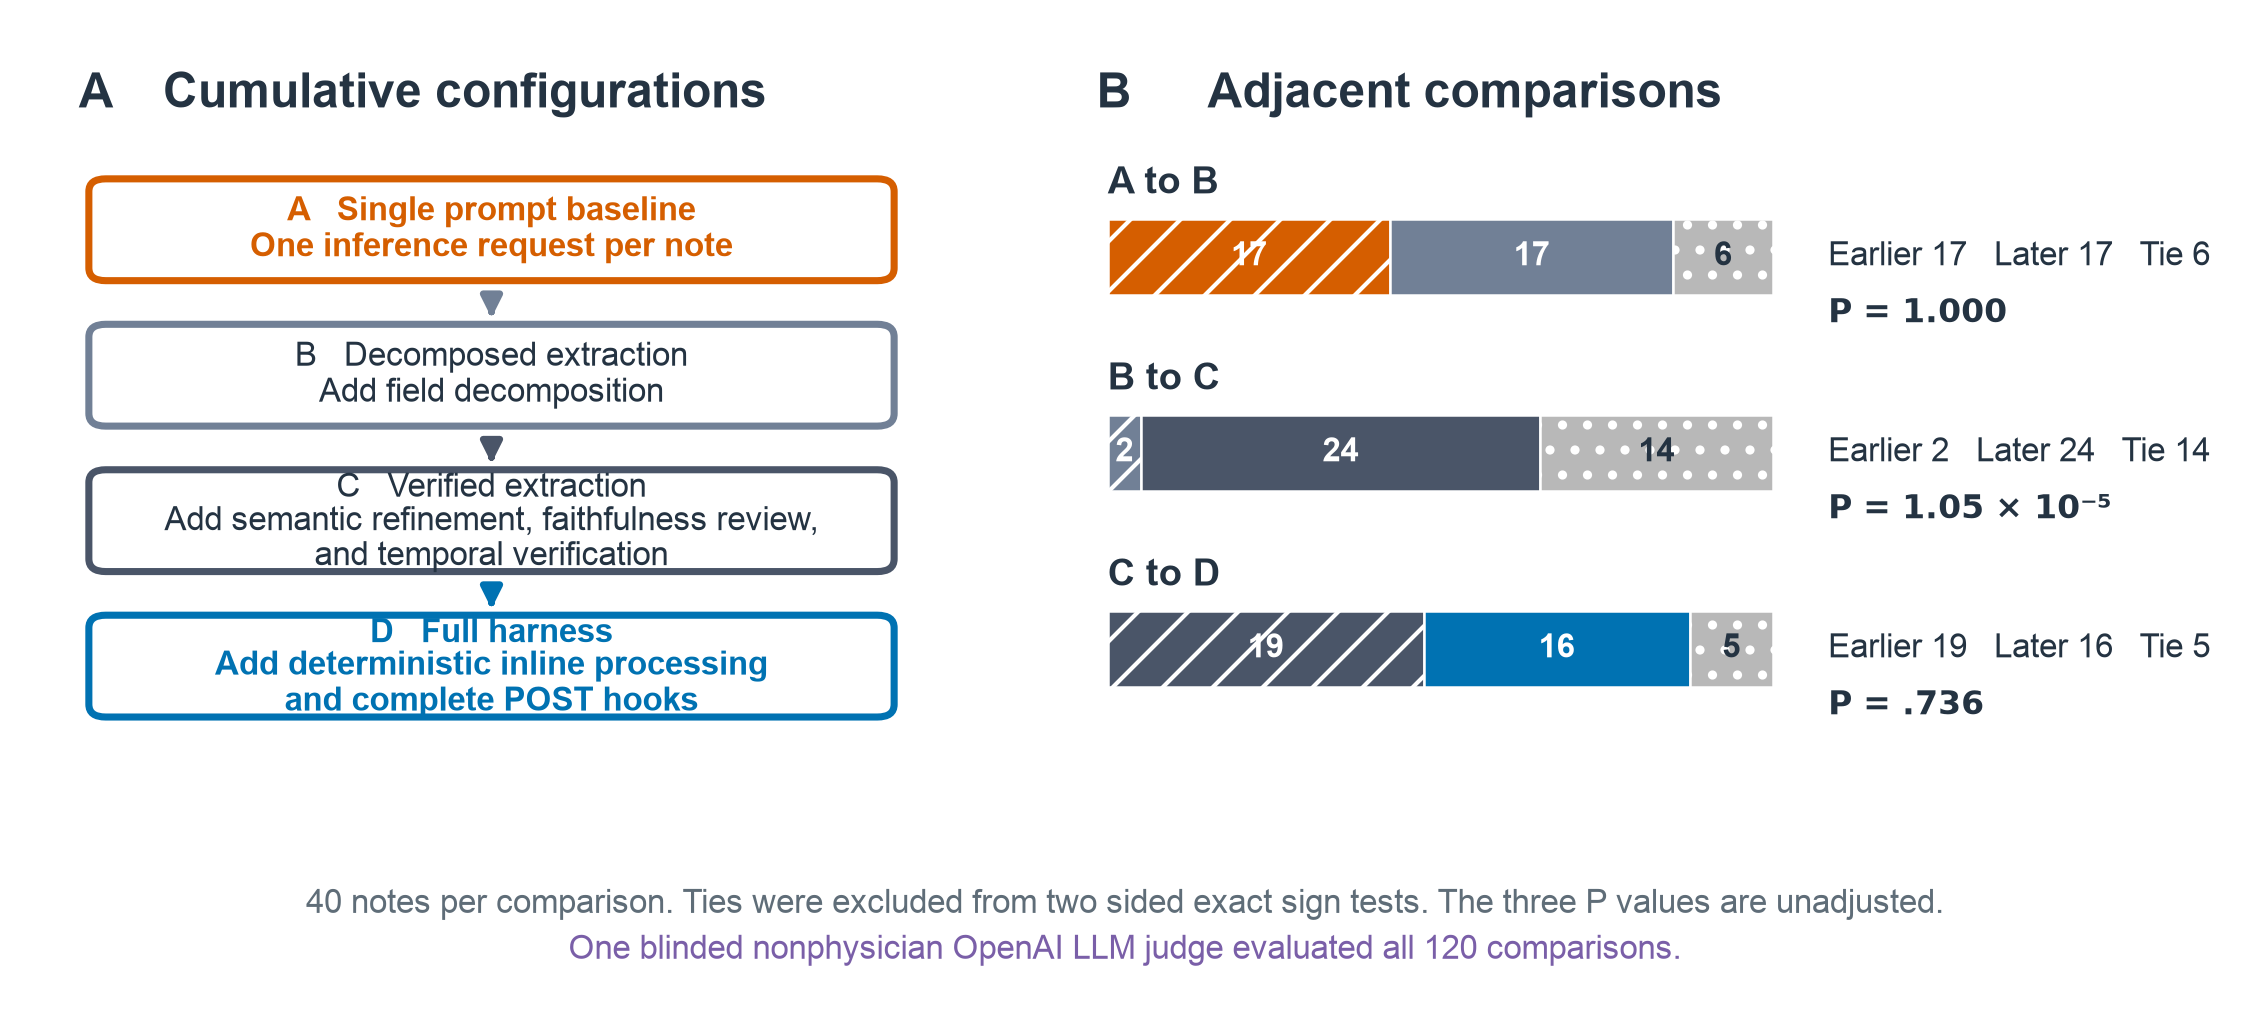 A Cumulative configurations
A Single prompt baseline
One inference request per note
B Decomposed extraction
Add field decomposition
C Verified extraction
Add semantic refinement, faithfulness review,
and temporal verification
D Full harness
Add deterministic inline processing
and complete POST hooks
B Adjacent comparisons
A to B
17 17 6
Earlier 17 Later 17 Tie 6
P = 1.000
B to C
2 24 14
Earlier 2 Later 24 Tie 14
P = 1.05 × 10⁻⁵
C to D
19 16 5
Earlier 19 Later 16 Tie 5
P = .736
40 notes per comparison. Ties were excluded from two sided exact sign tests. The three P values are unadjusted.
One blinded nonphysician OpenAI LLM judge evaluated all 120 comparisons.